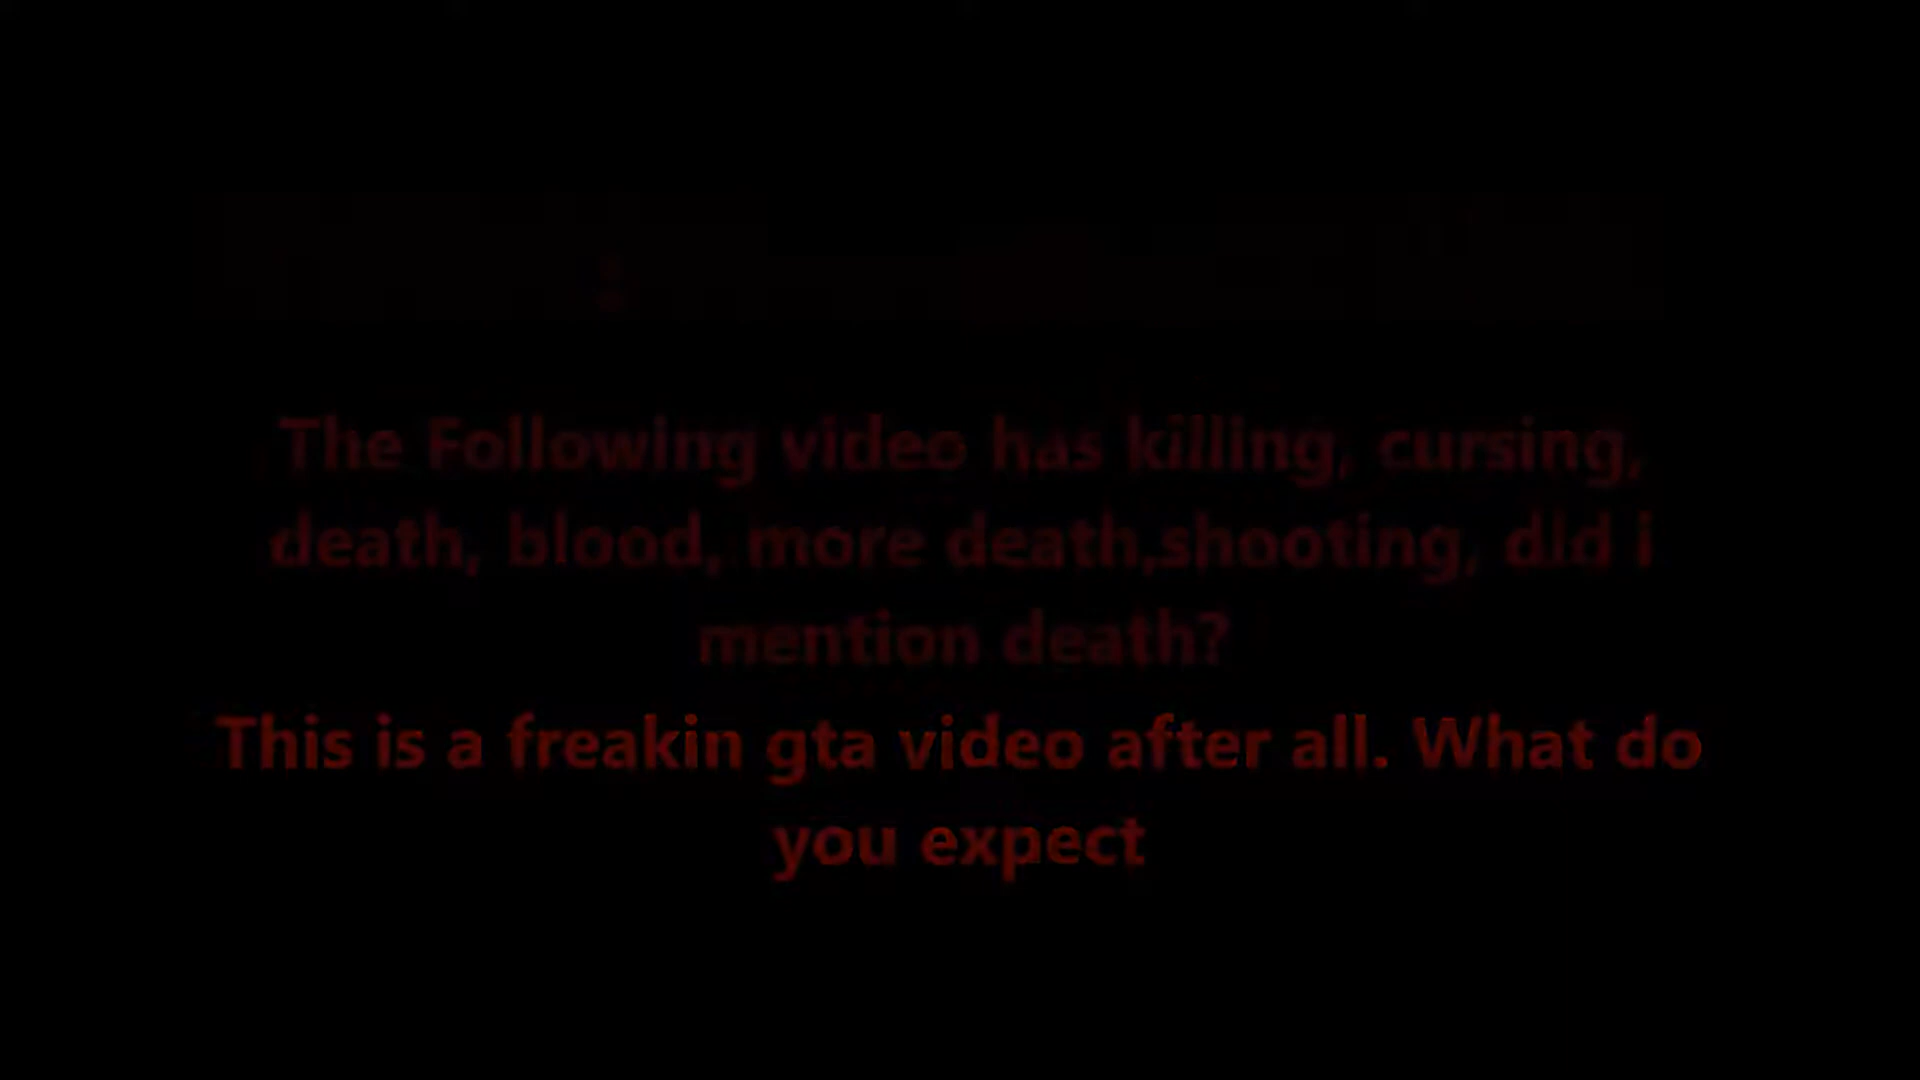 The Following video has killing, cursing,
death, blood, more death,shooting, did i
mention death?
This is a freakin gta video after all. What do
you expect